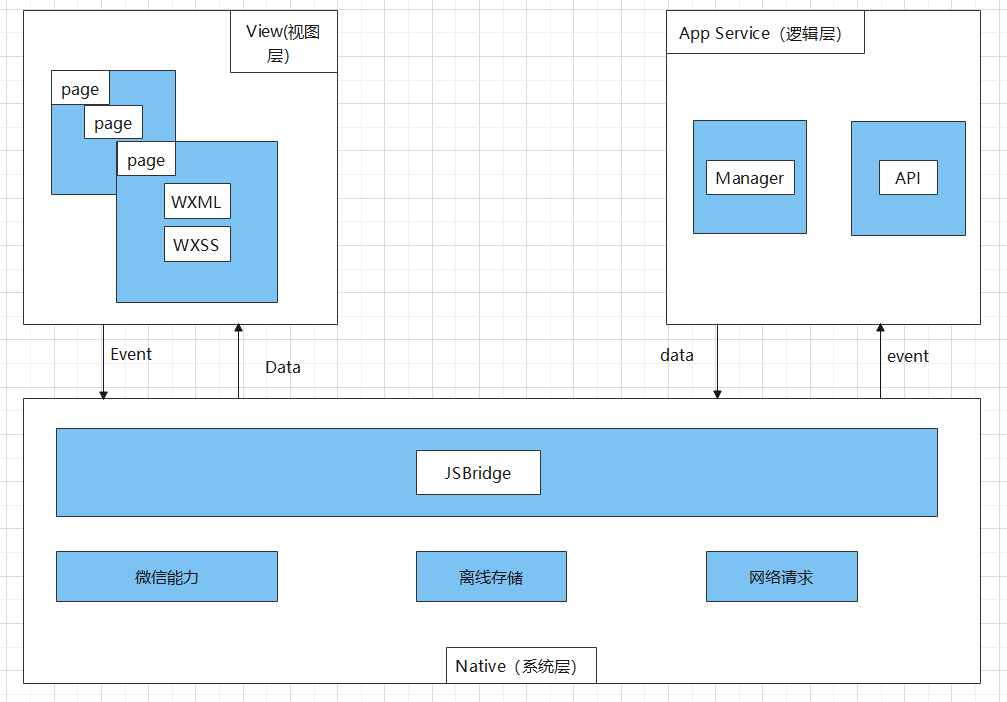 View(视图
层）
page
page
page
WXML
WXSS
App Service（逻辑层）
Manager
API
Event
Data
data
event
JSBridge
微信能力
离线存储
网络请求
Native（系统层）